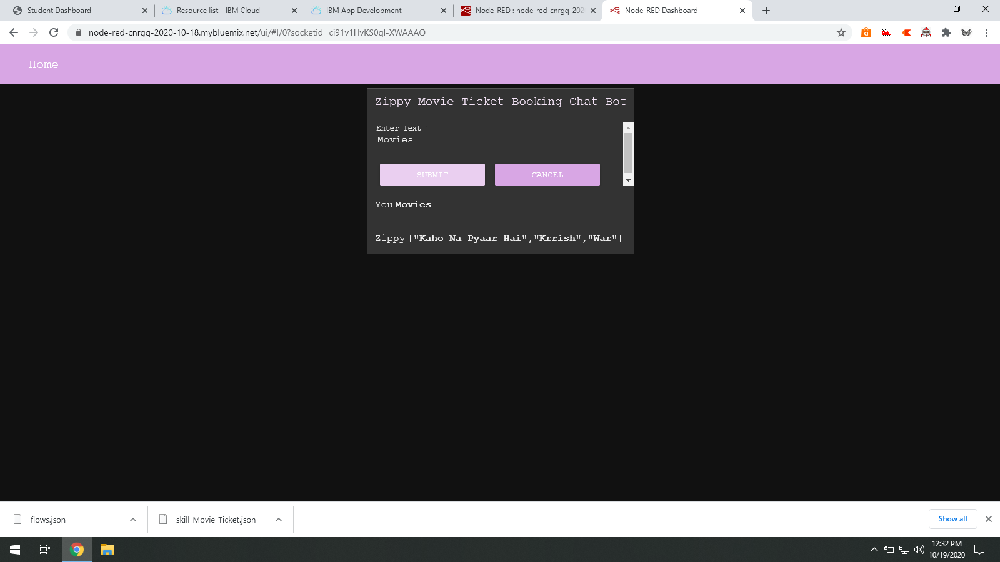 Student Dashboard
Resource list - IBM Cloud
IBM App Development
Node-RED : node-red-cnrgq-202
Node-RED Dashboard
node-red-cnrgq-2020-10-18.mybluemix.net/ui/#!/0?socketid=ci91v1HvKS0qI-XWAAAQ
Home
Zippy Movie Ticket Booking Chat Bot
Enter Text *
Movies
SUBMIT CANCEL
You Movies
Zippy ["Kaho Na Pyaar Hai","Krrish","War"]
flows.json
skill-Movie-Ticket.json
Show all
12:32 PM
10/19/2020